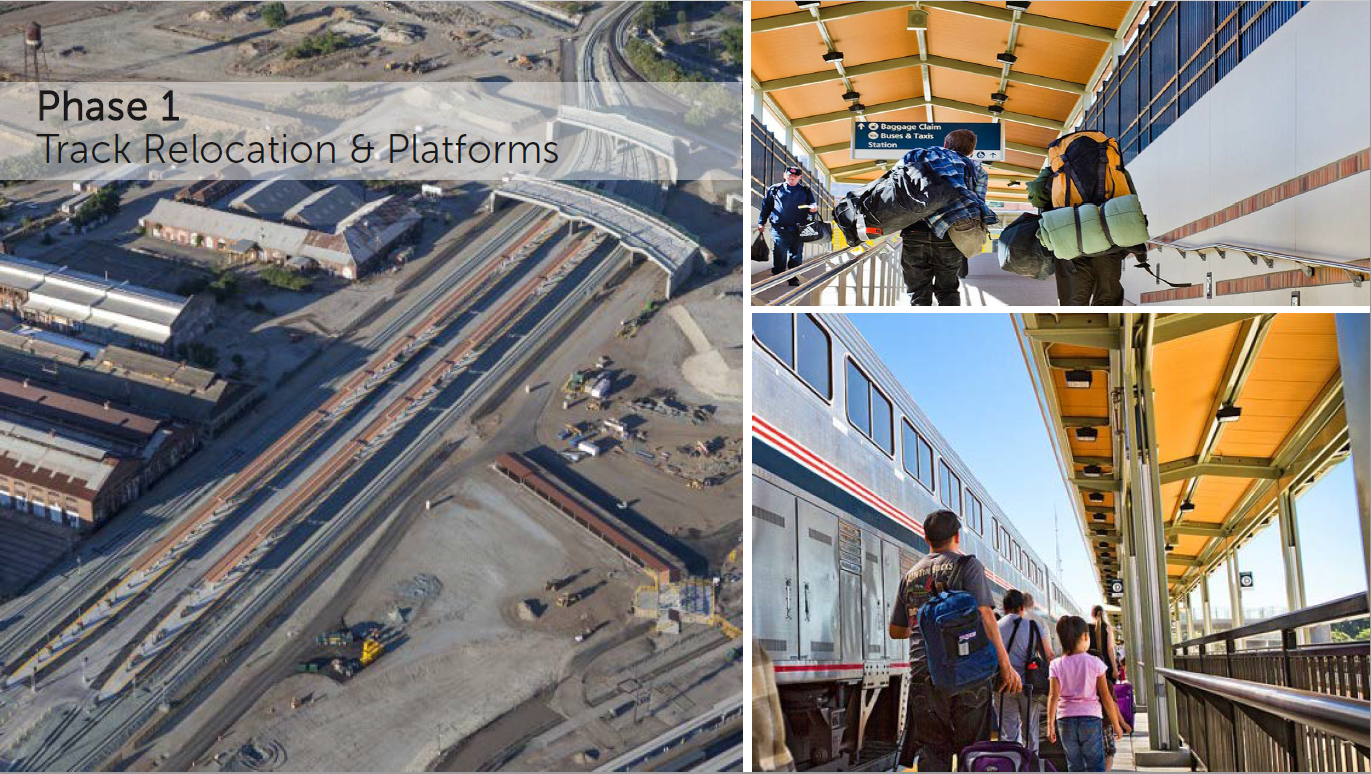 Phase 1
Track Relocation & Platforms
Baggage Claim
Buses & Taxis
Station